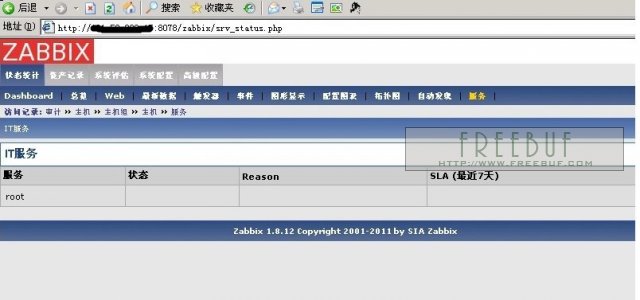 后退 搜索 收藏夹
地址(D) http:// :8078/zabbix/srv_status.php
ZABBIX
状态统计 资产记录 系统评估 系统配置 高级配置
Dashboard | 总览 | Web | 最新数据 | 触发器 | 事件 | 图形显示 | 配置图表 | 拓扑图 | 自动发现 | 服务 |
访问记录: 审计 » 主机 » 主机组 » 主机 » 服务
IT服务
FREEBUF
HTTP://WWW.FREEBUF.COM
IT服务
服务 状态 Reason SLA (最近7天)
root
Zabbix 1.8.12 Copyright 2001-2011 by SIA Zabbix